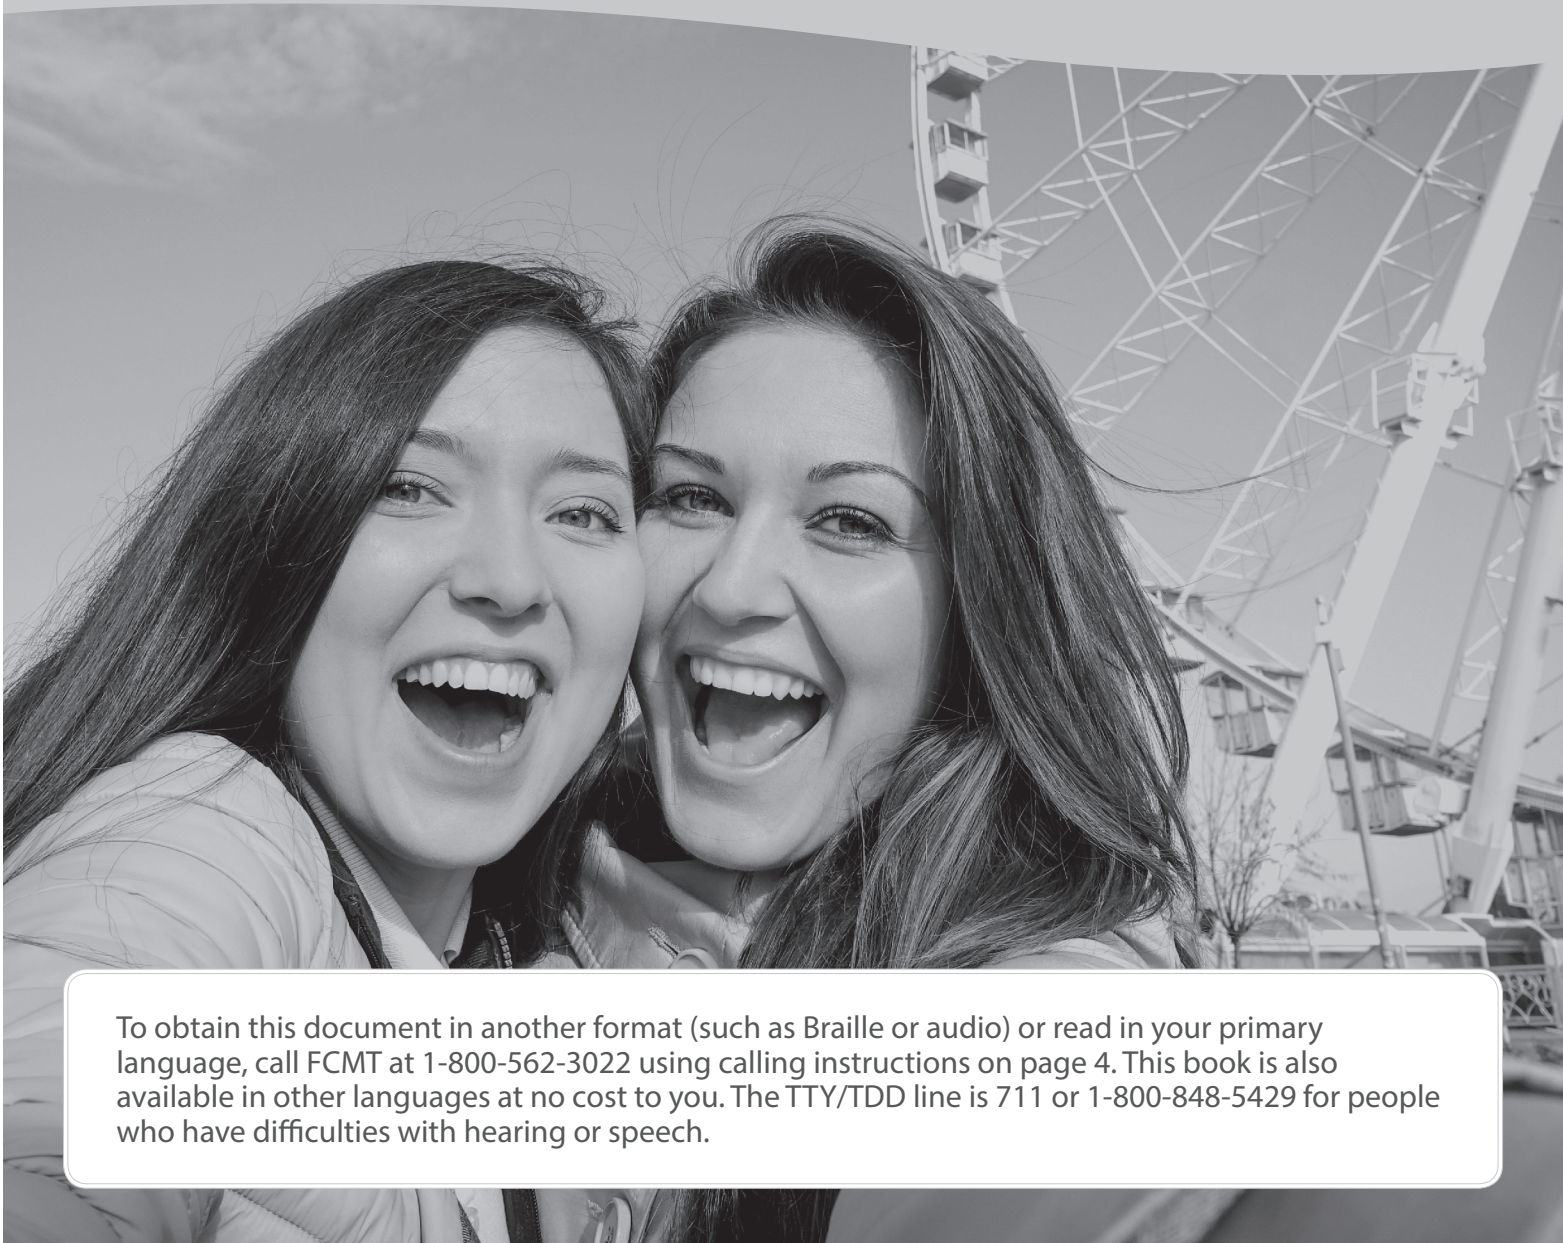 To obtain this document in another format (such as Braille or audio) or read in your primary
language, call FCMT at 1-800-562-3022 using calling instructions on page 4. This book is also
available in other languages at no cost to you. The TTY/TDD line is 711 or 1-800-848-5429 for people
who have difficulties with hearing or speech.